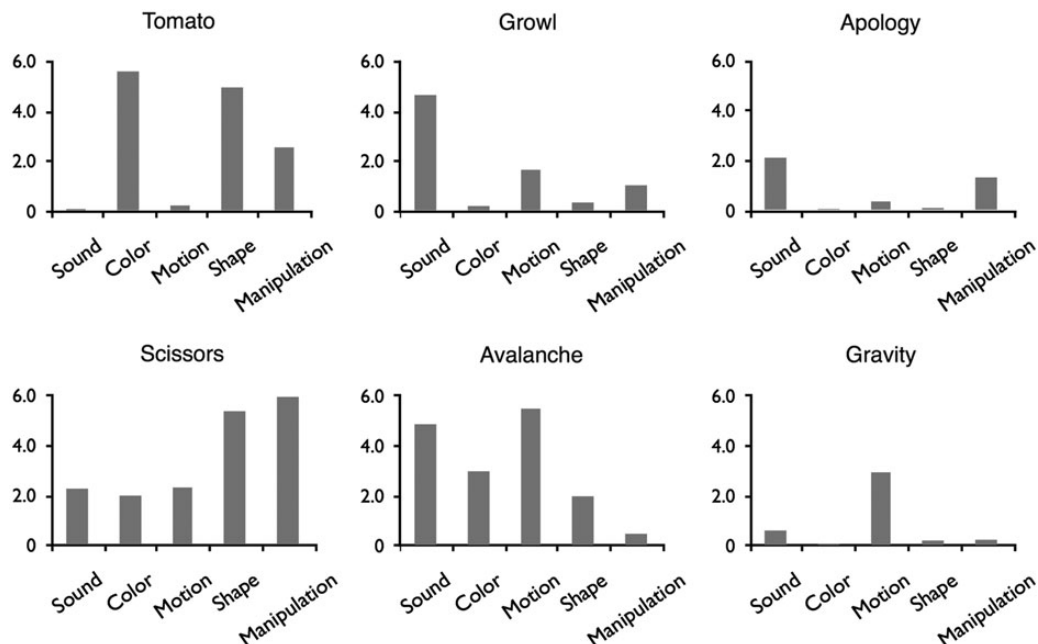 Tomato
6.0
4.0
2.0
0
Sound
Color
Motion
Shape
Manipulation
Growl
6.0
4.0
2.0
0
Sound
Color
Motion
Shape
Manipulation
Apology
6.0
4.0
2.0
0
Sound
Color
Motion
Shape
Manipulation
Scissors
6.0
4.0
2.0
0
Sound
Color
Motion
Shape
Manipulation
Avalanche
6.0
4.0
2.0
0
Sound
Color
Motion
Shape
Manipulation
Gravity
6.0
4.0
2.0
0
Sound
Color
Motion
Shape
Manipulation